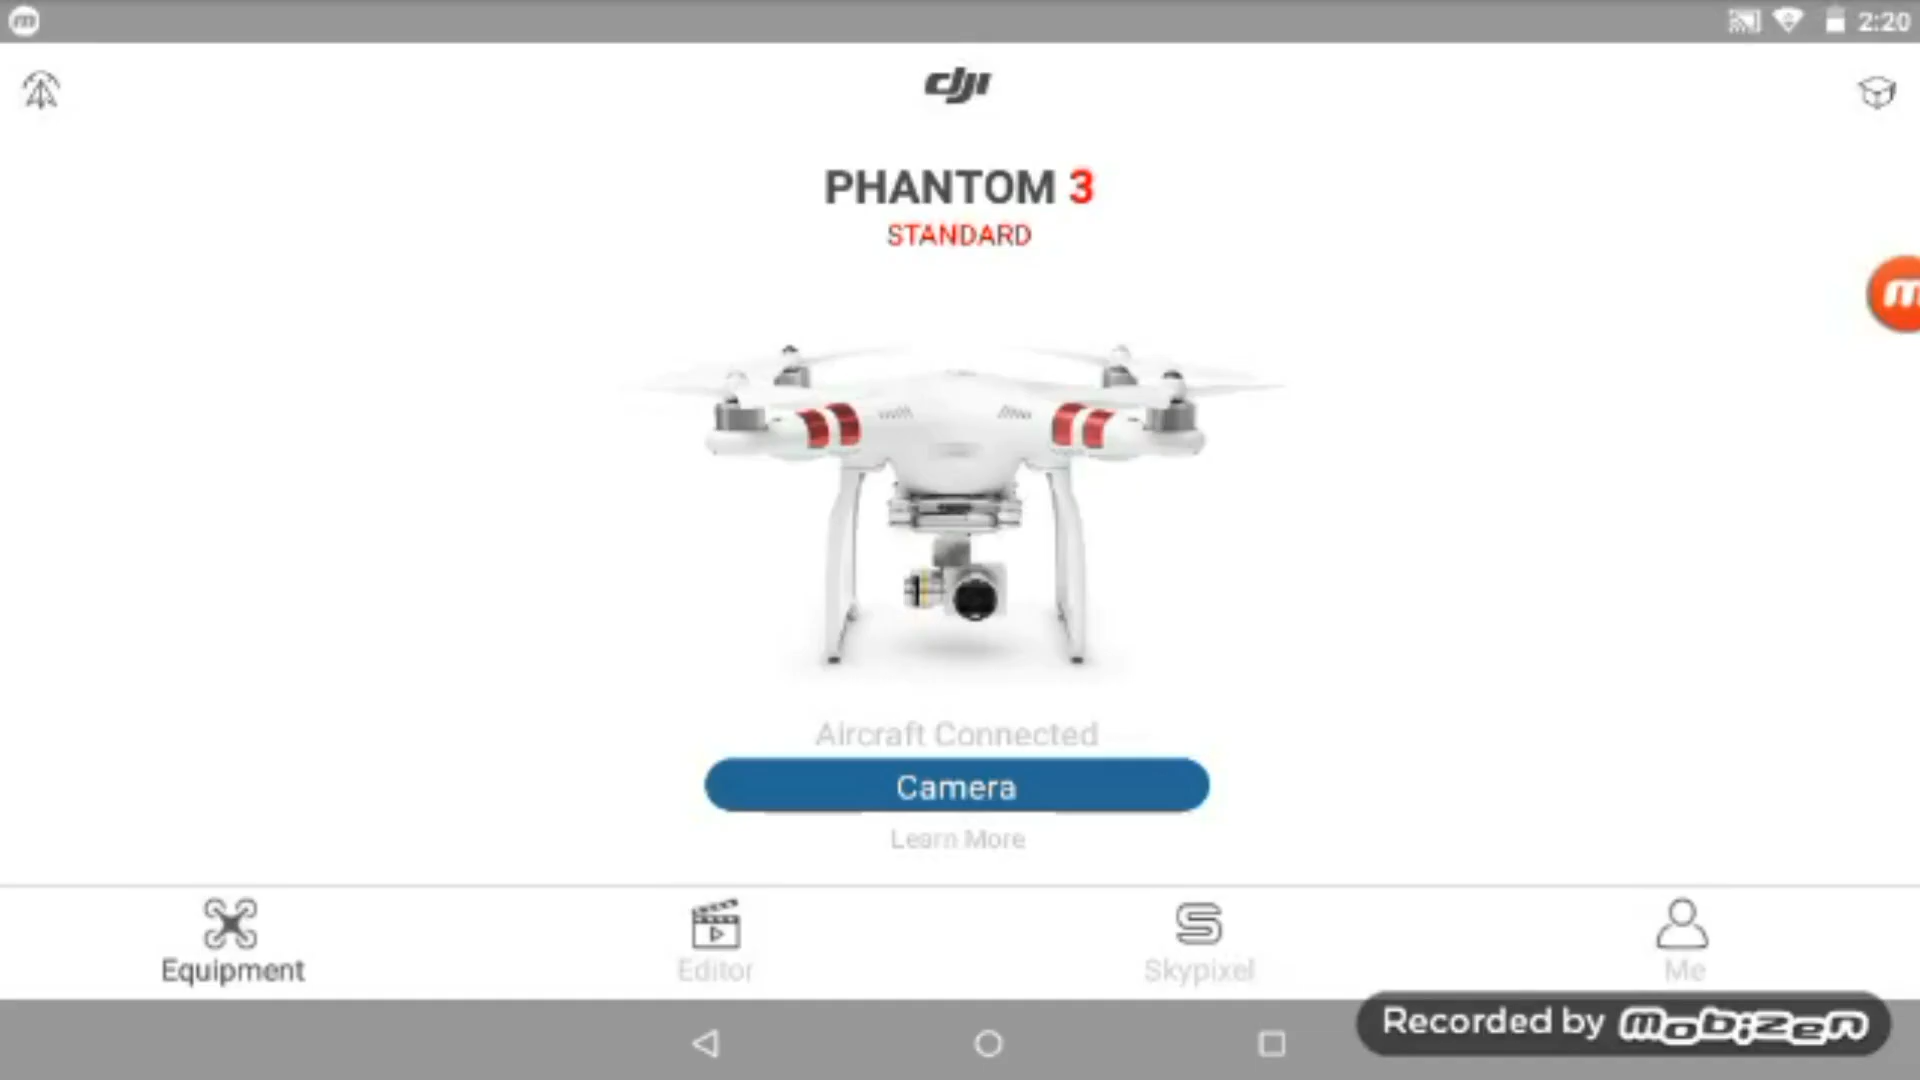 2:20
dji
PHANTOM 3
STANDARD
m
Aircraft Connected
Camera
Learn More
Equipment
Editor
Skypixel
Me
Recorded by mobizen